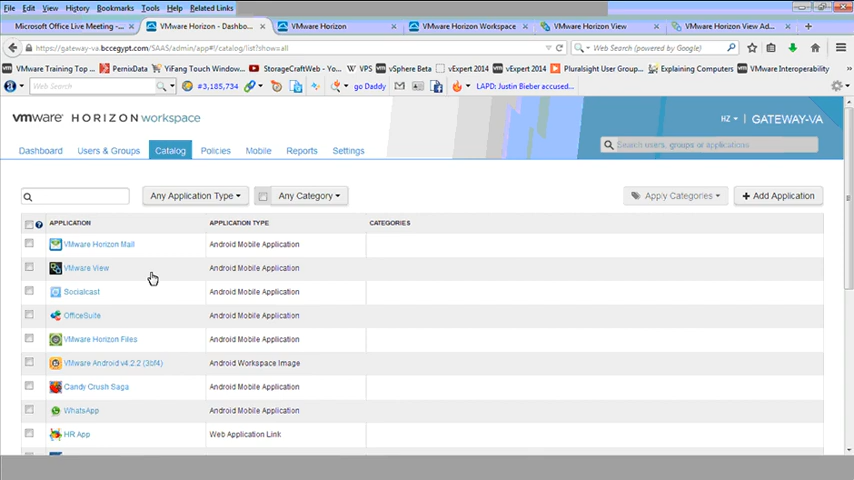 File Edit View History Bookmarks Tools Help Related Links
Microsoft Office Live Meeting -... VMware Horizon - Dashbo... VMware Horizon VMware Horizon Workspace VMware Horizon View VMware Horizon View Ad...
https://gateway-va.bccegypt.com/SAAS/admin/app#!/catalog/list?show=all Web Search (powered by Google)
VMware Training Top ... PernixData YiFang Touch Window... StorageCraftWeb - You... VPS vSphere Beta vExpert 2014 vExpert 2014 Pluralsight User Group... Explaining Computers VMware Interoperability
Web Search #3,185,734 go Daddy LAPD: Justin Bieber accused...
vmware HORIZON workspace HZ GATEWAY-VA
Dashboard Users & Groups Catalog Policies Mobile Reports Settings Search users, groups or applications
Any Application Type Any Category Apply Categories + Add Application
APPLICATION APPLICATION TYPE CATEGORIES
VMware Horizon Mail Android Mobile Application
VMware View Android Mobile Application
Socialcast Android Mobile Application
OfficeSuite Android Mobile Application
VMware Horizon Files Android Mobile Application
VMware Android v4.2.2 (3bf4) Android Workspace Image
Candy Crush Saga Android Mobile Application
WhatsApp Android Mobile Application
HR App Web Application Link